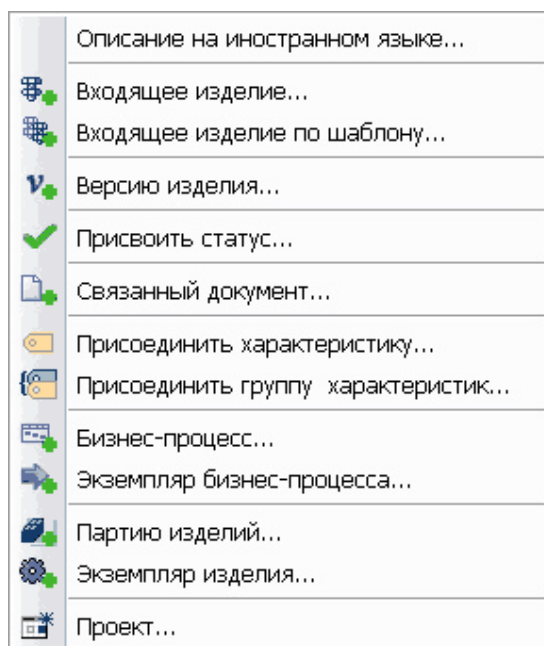 Описание на иностранном языке...
Входящее изделие...
Входящее изделие по шаблону...
Версию изделия...
Присвоить статус...
Связанный документ...
Присоединить характеристику...
Присоединить группу  характеристик...
Бизнес-процесс...
Экземпляр бизнес-процесса...
Партию изделий...
Экземпляр изделия...
Проект...